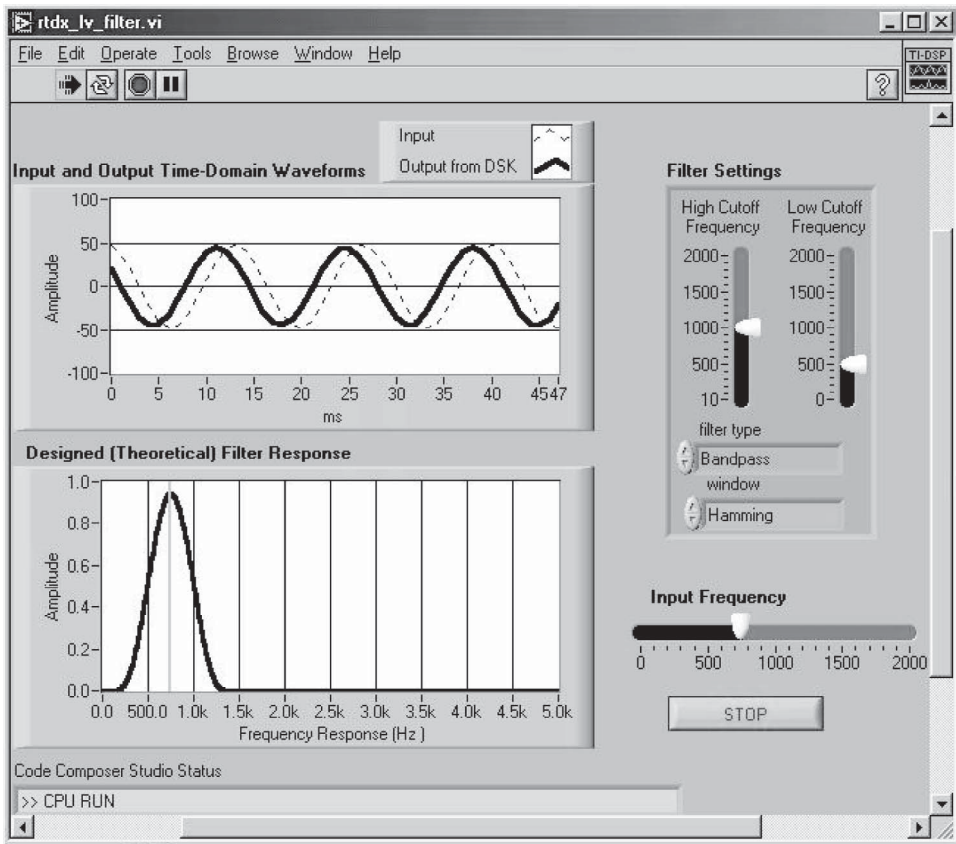 rtdx_lv_filter.vi
File Edit Operate Tools Browse Window Help
TI-DSP
?
Input
Output from DSK
Input and Output Time-Domain Waveforms
Amplitude
100
50
0
-50
-100
0 5 10 15 20 25 30 35 40 45 47
ms
Designed (Theoretical) Filter Response
Amplitude
1.0
0.8
0.6
0.4
0.2
0.0
0.0 500.0 1.0k 1.5k 2.0k 2.5k 3.0k 3.5k 4.0k 4.5k 5.0k
Frequency Response (Hz )
Filter Settings
High Cutoff
Frequency
2000
1500
1000
500
10
Low Cutoff
Frequency
2000
1500
1000
500
0
filter type
Bandpass
window
Hamming
Input Frequency
0 500 1000 1500 2000
STOP
Code Composer Studio Status
>> CPU RUN